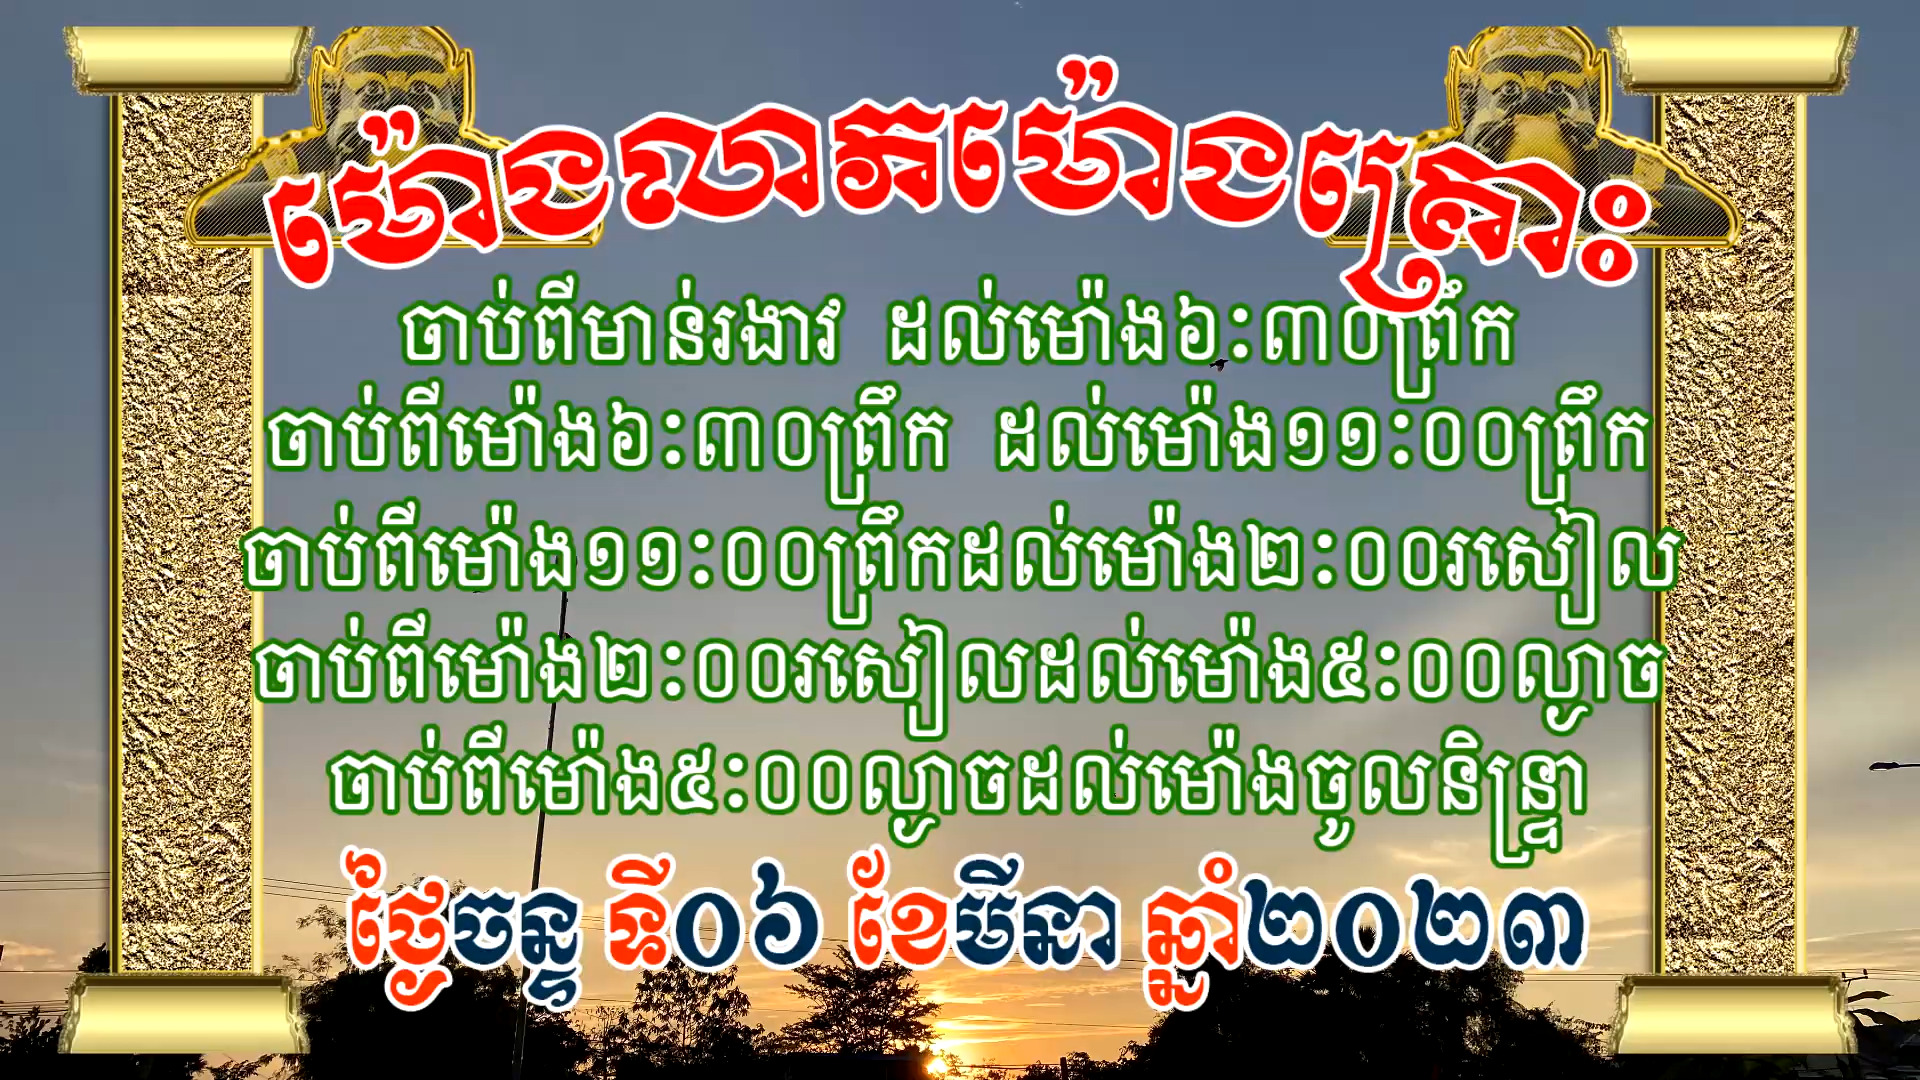 ម៉ោងលាភម៉ោងគ្រោះ
ចាប់ពីមាន់រងាវ ដល់ម៉ោង៦:៣០ព្រឹក
ចាប់ពីម៉ោង៦:៣០ព្រឹក ដល់ម៉ោង១១:០០ព្រឹក
ចាប់ពីម៉ោង១១:០០ព្រឹកដល់ម៉ោង២:០០រសៀល
ចាប់ពីម៉ោង២:០០រសៀលដល់ម៉ោង៥:០០ល្ងាច
ចាប់ពីម៉ោង៥:០០ល្ងាចដល់ម៉ោងចូលនិន្ទ្រា
ថ្ងៃចន្ទ ទី០៦ ខែមីនា ឆ្នាំ២០២៣